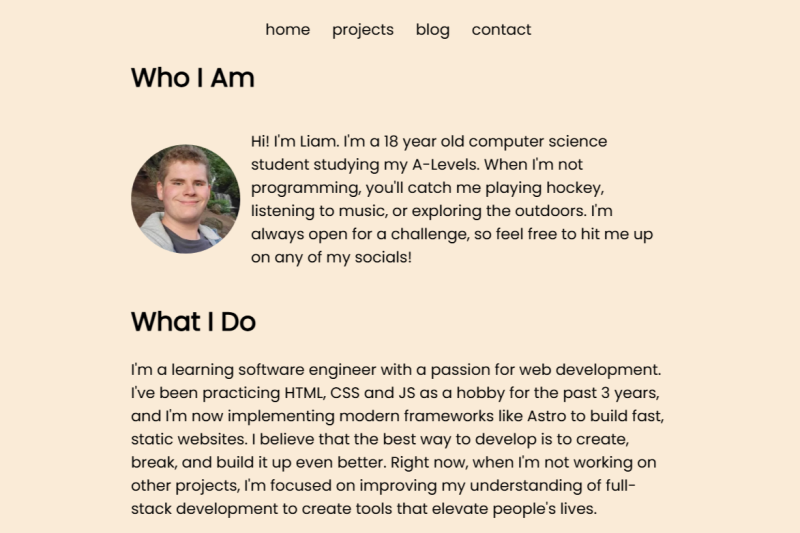 home projects blog contact
Who I Am
Hi! I'm Liam. I'm a 18 year old computer science
student studying my A-Levels. When I'm not
programming, you'll catch me playing hockey,
listening to music, or exploring the outdoors. I'm
always open for a challenge, so feel free to hit me up
on any of my socials!
What I Do
I'm a learning software engineer with a passion for web development.
I've been practicing HTML, CSS and JS as a hobby for the past 3 years,
and I'm now implementing modern frameworks like Astro to build fast,
static websites. I believe that the best way to develop is to create,
break, and build it up even better. Right now, when I'm not working on
other projects, I'm focused on improving my understanding of full-
stack development to create tools that elevate people's lives.